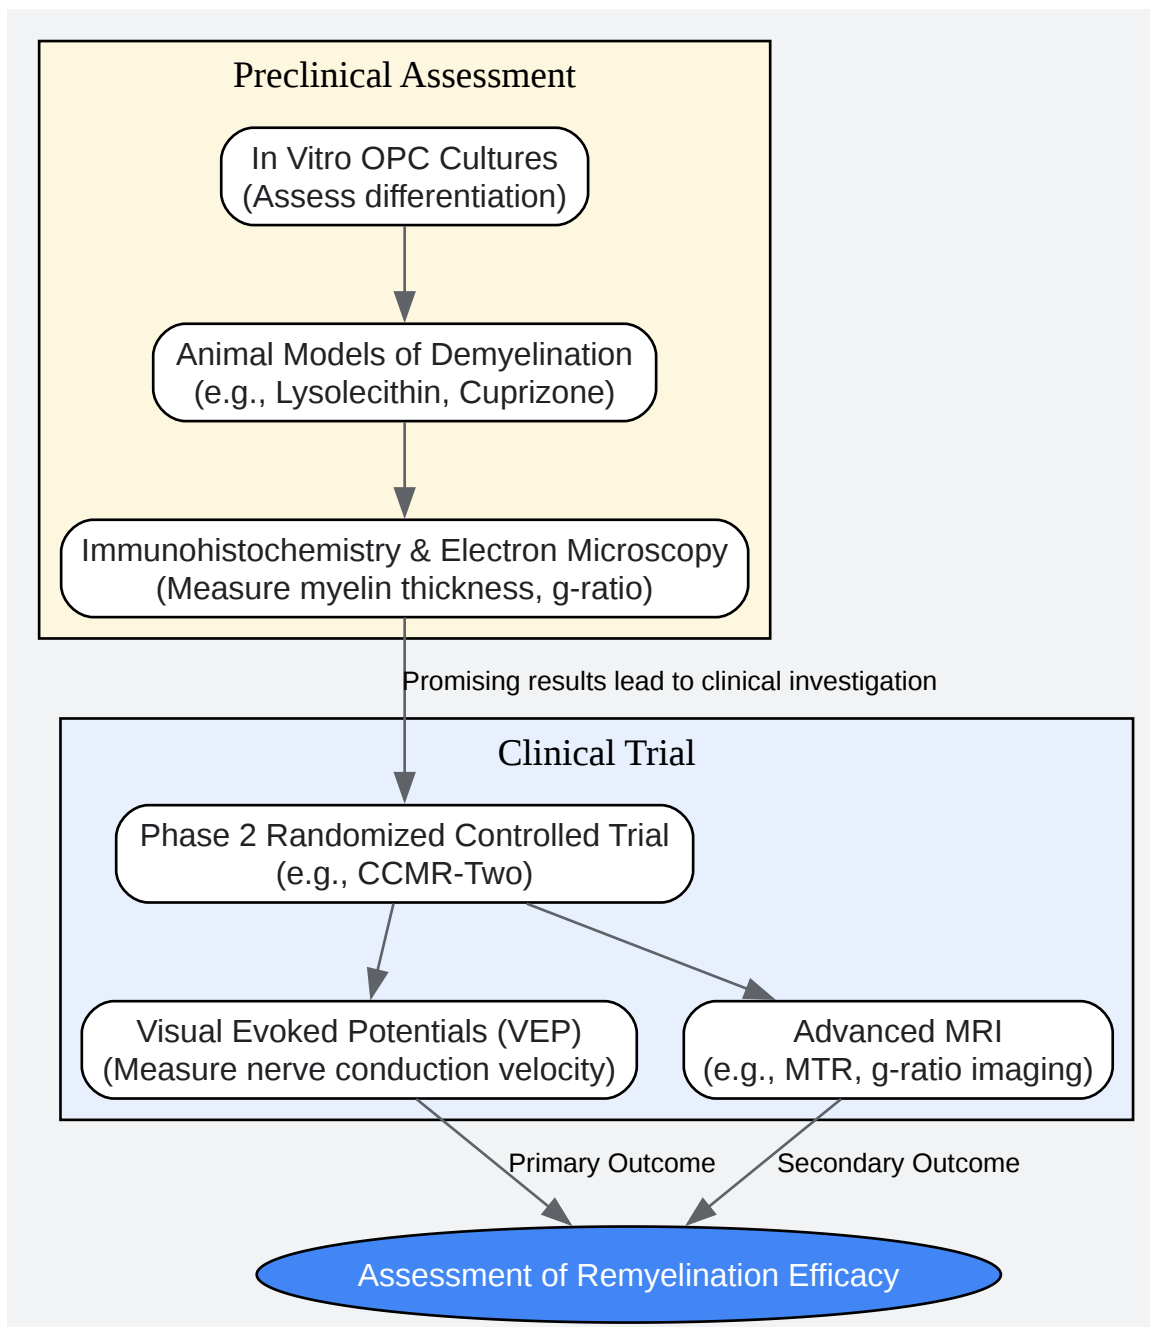 Preclinical Assessment
In Vitro OPC Cultures
(Assess differentiation)
Animal Models of Demyelination
(e.g., Lysolecithin, Cuprizone)
Immunohistochemistry & Electron Microscopy
(Measure myelin thickness, g-ratio)
Promising results lead to clinical investigation
Clinical Trial
Phase 2 Randomized Controlled Trial
(e.g., CCMR-Two)
Visual Evoked Potentials (VEP)
(Measure nerve conduction velocity)
Advanced MRI
(e.g., MTR, g-ratio imaging)
Primary Outcome
Secondary Outcome
Assessment of Remyelination Efficacy